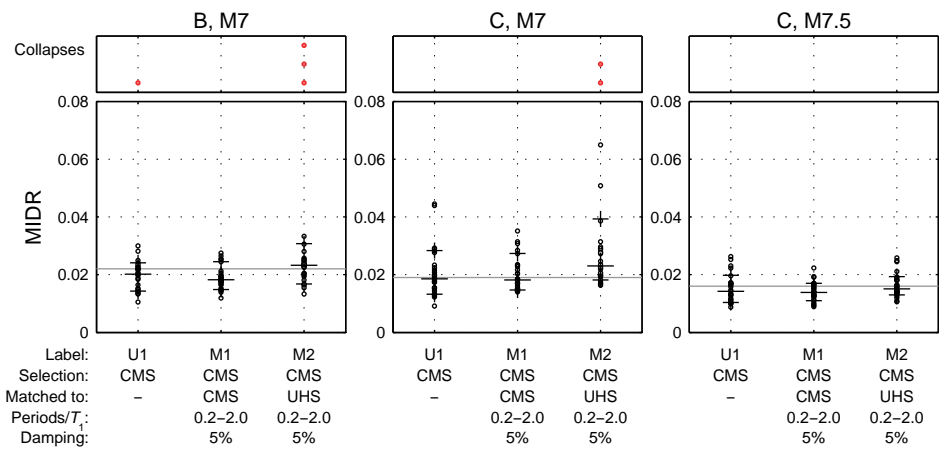 B, M7 C, M7 C, M7.5
Collapses
0.08 0.08 0.08
0.06 0.06 0.06
MIDR
0.04 0.04 0.04
0.02 0.02 0.02
0 0 0
Label: U1 M1 M2 U1 M1 M2 U1 M1 M2
Selection: CMS CMS CMS CMS CMS CMS CMS CMS CMS
Matched to: – CMS UHS – CMS UHS – CMS UHS
Periods/T1: 0.2–2.0 0.2–2.0 0.2–2.0 0.2–2.0 0.2–2.0 0.2–2.0
Damping: 5% 5% 5% 5% 5% 5%